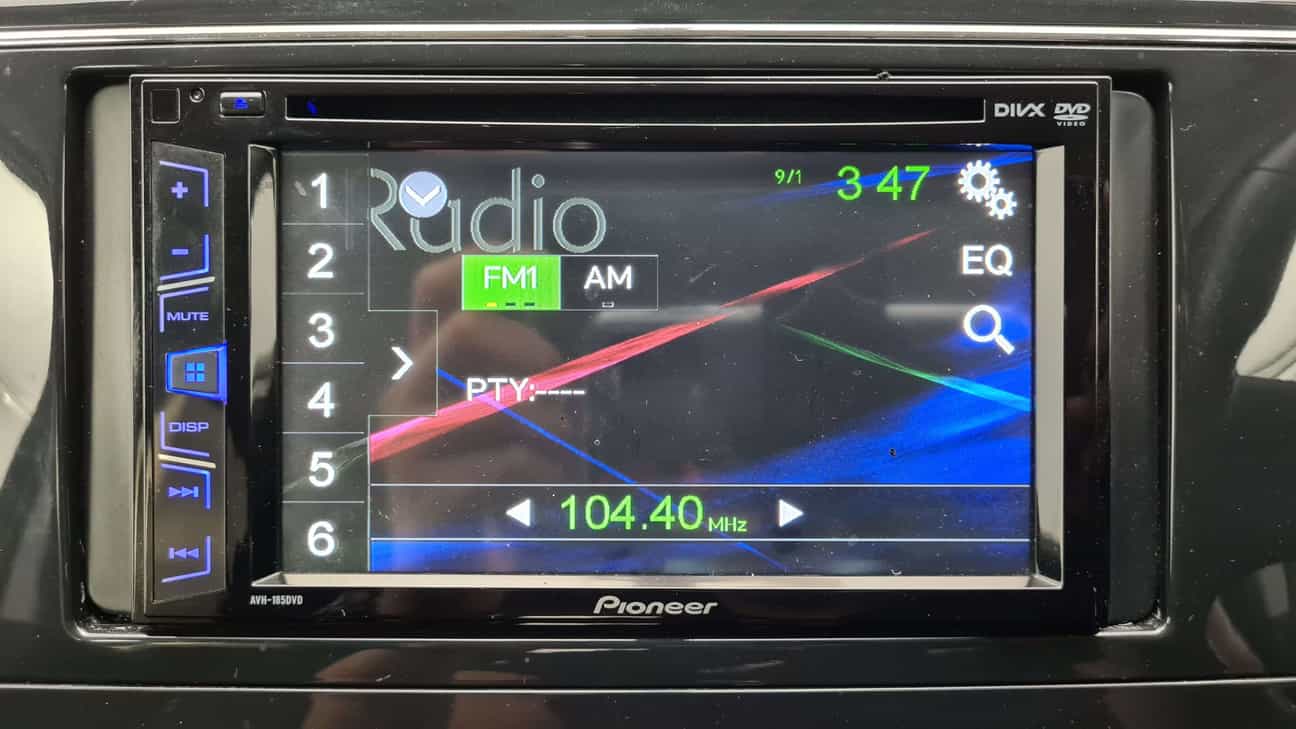 DIVX DVD
VIDEO
+
-
MUTE
DISP
1
2
3
4
5
6
Radio
9/1 3 47
FM1 AM
EQ
PTY:----
104.40 MHz
AVH-185DVD
Pioneer